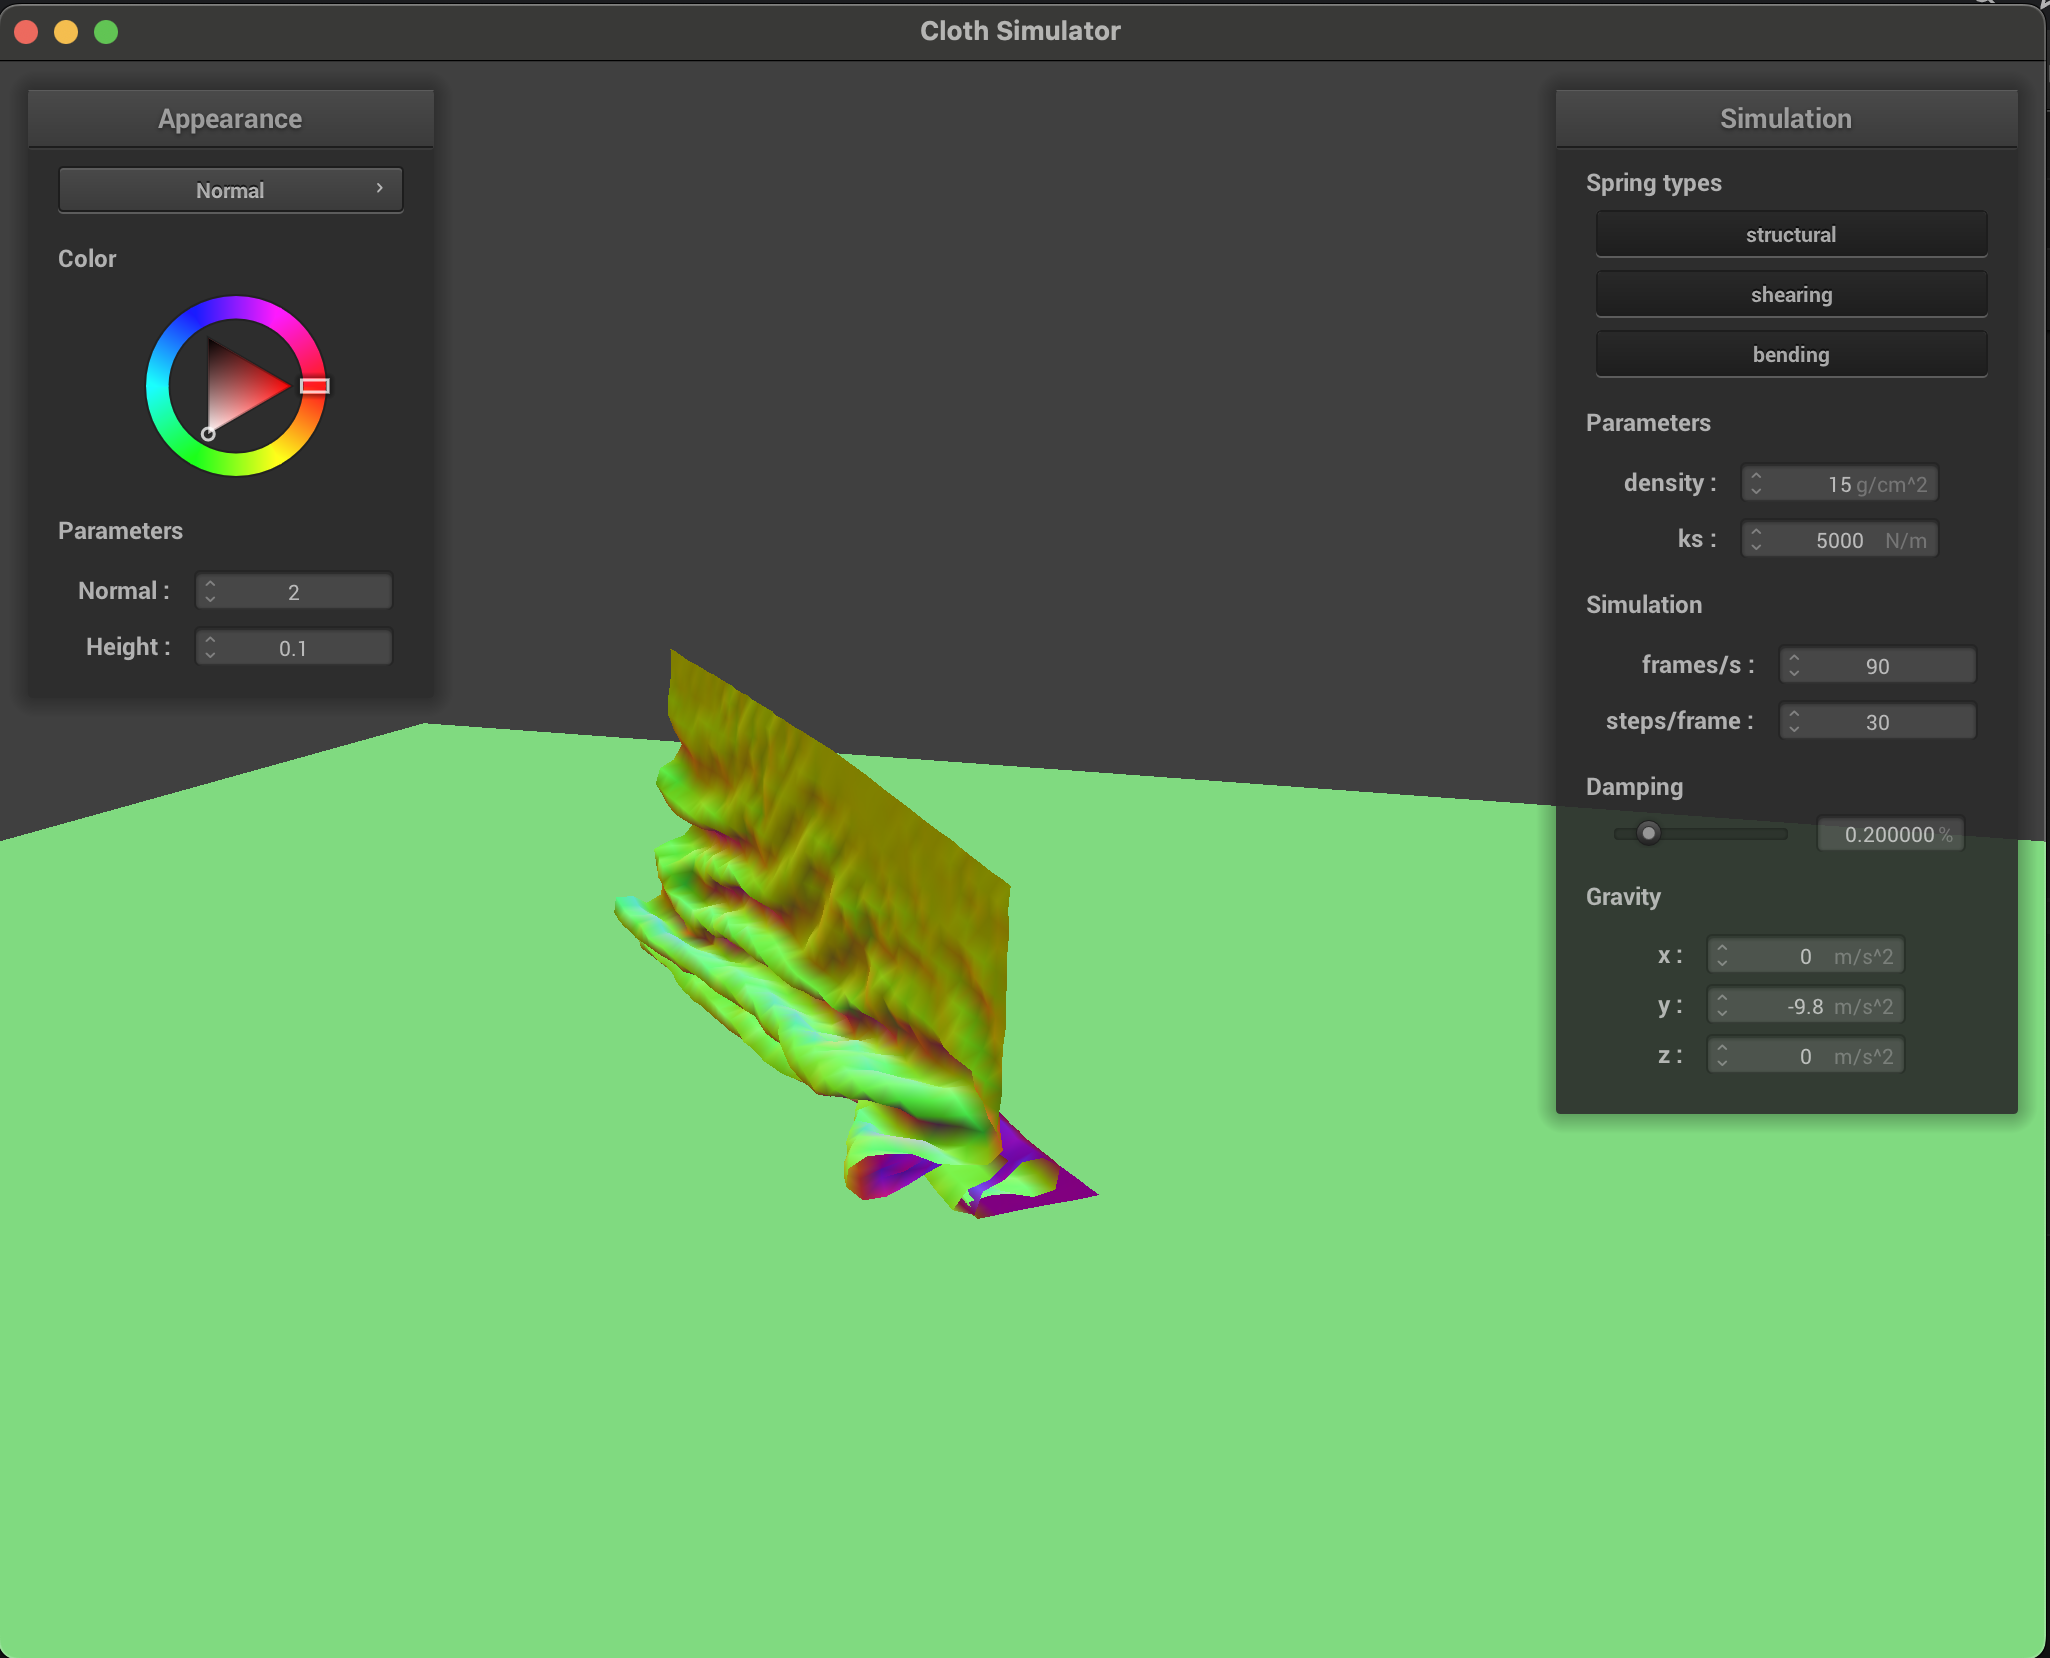 Cloth Simulator
Appearance
Normal
Color
Parameters
Normal : 2
Height : 0.1
Simulation
Spring types
structural
shearing
bending
Parameters
density : 15 g/cm^2
ks : 5000 N/m
Simulation
frames/s : 90
steps/frame : 30
Damping
0.200000 %
Gravity
x : 0 m/s^2
y : -9.8 m/s^2
z : 0 m/s^2